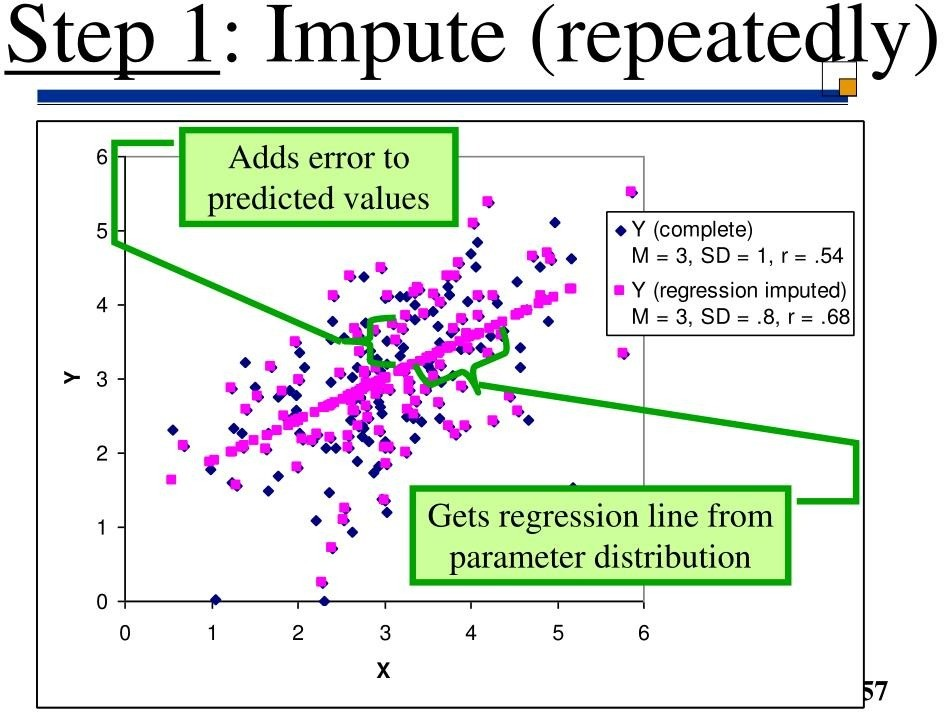 Step 1: Impute (repeatedly)
Adds error to
predicted values
Y (complete)
M = 3, SD = 1, r = .54
Y (regression imputed)
M = 3, SD = .8, r = .68
Gets regression line from
parameter distribution
6
5
4
3
2
1
0
Y
0 1 2 3 4 5 6
X
57